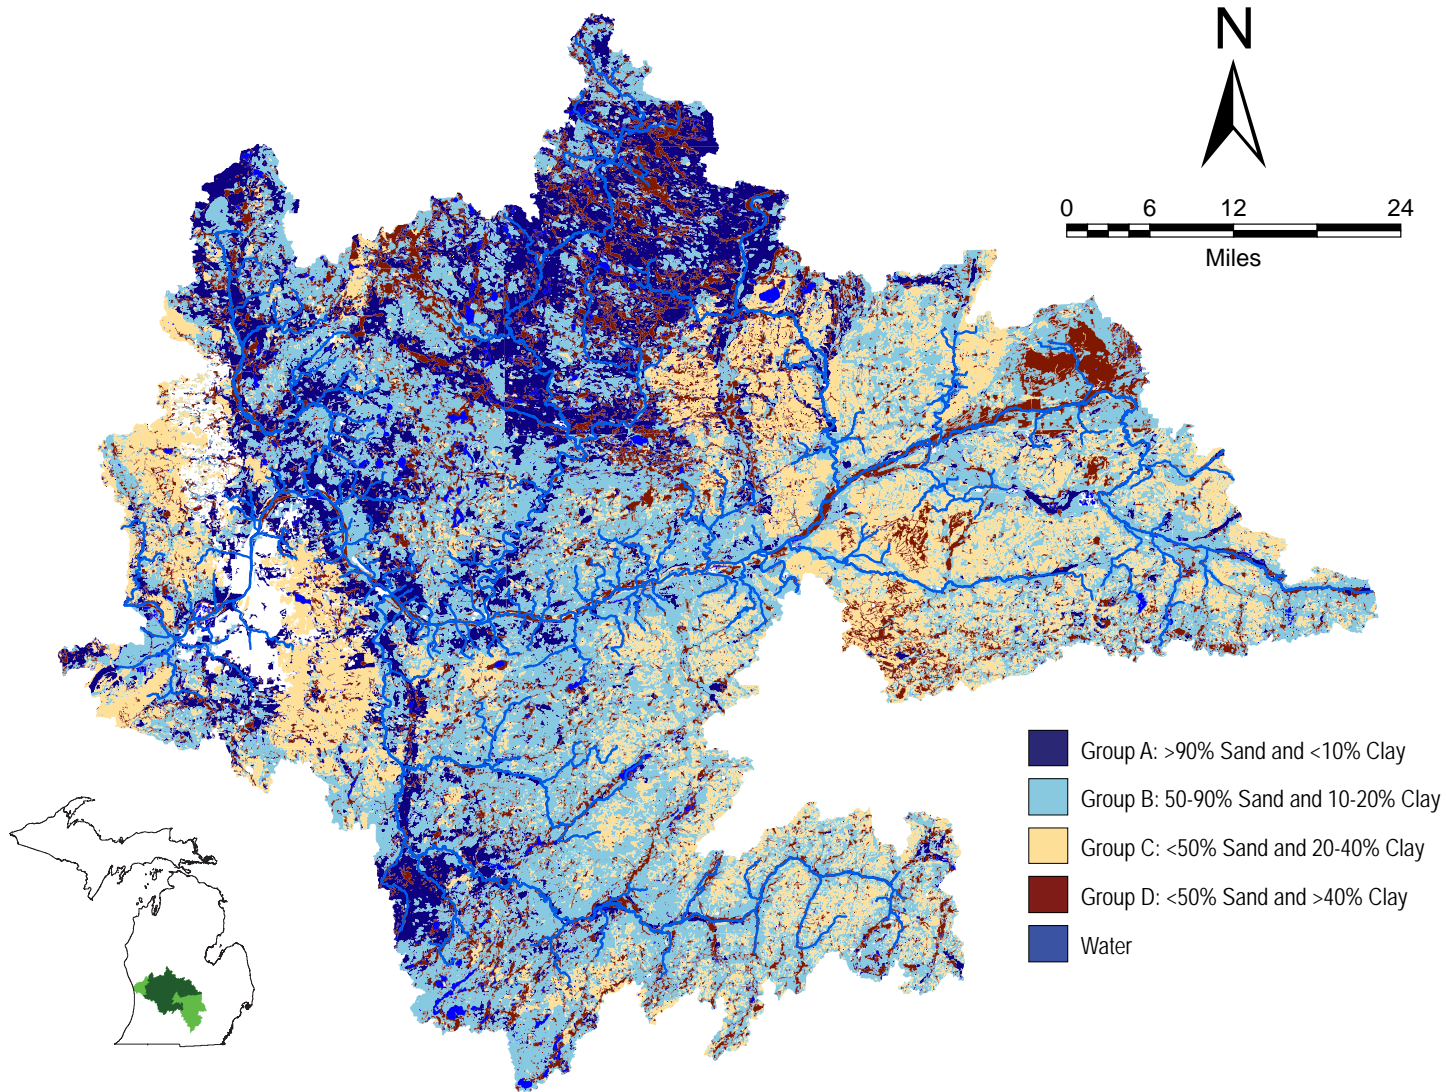 N
0 6 12 24
Miles
Group A: >90% Sand and <10% Clay
Group B: 50-90% Sand and 10-20% Clay
Group C: <50% Sand and 20-40% Clay
Group D: <50% Sand and >40% Clay
Water